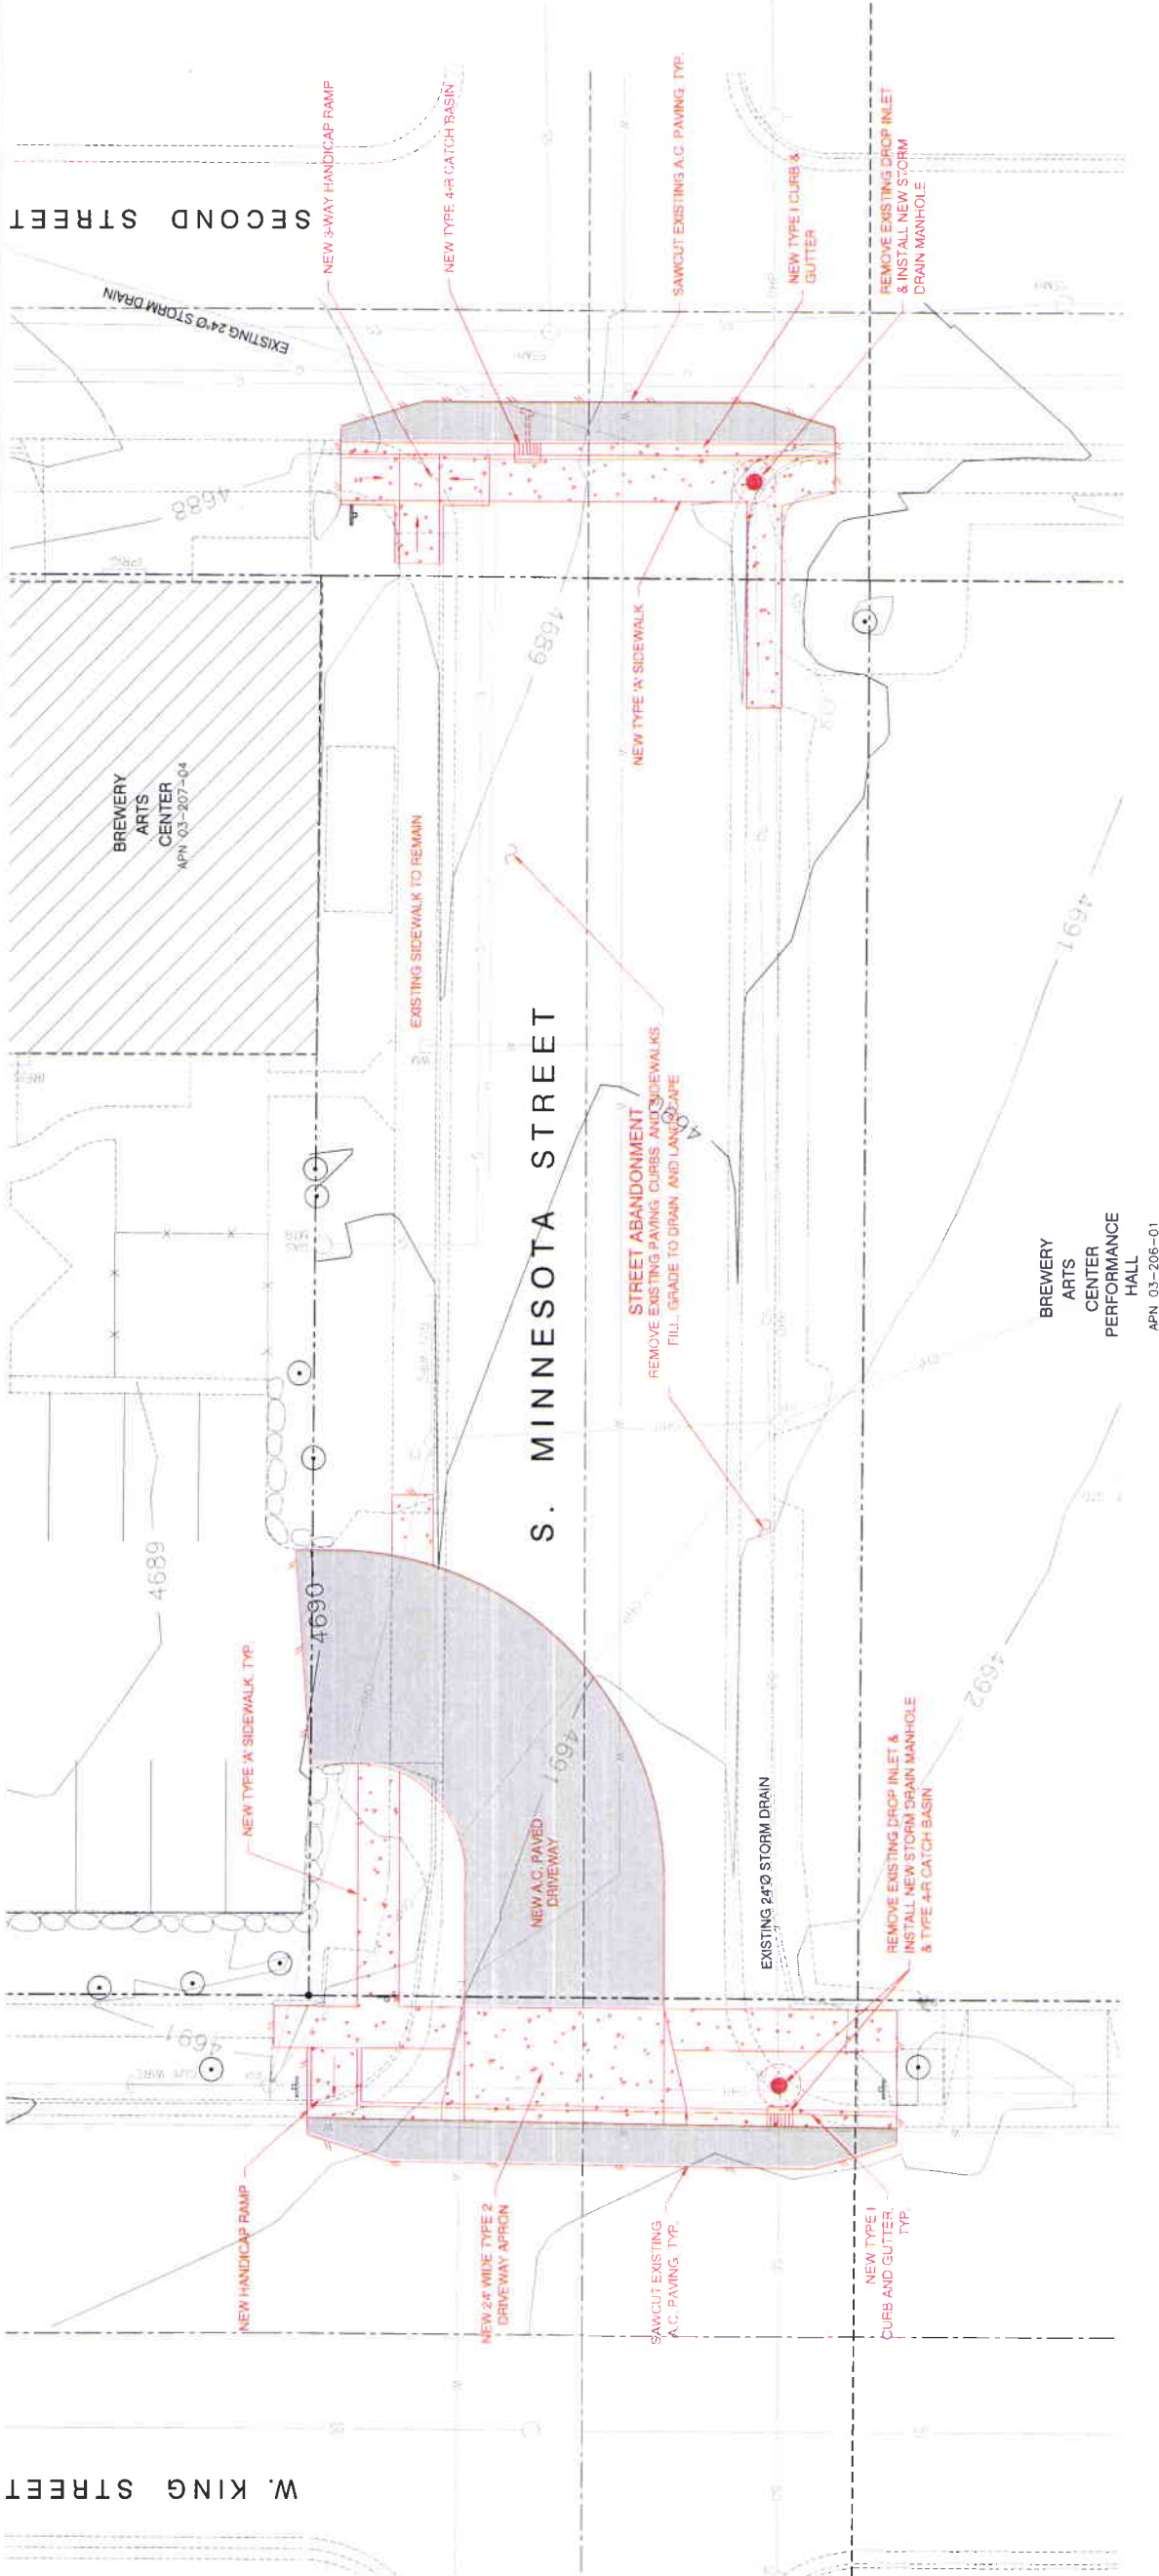 SECOND STREET
EXISTING 24"Ø STORM DRAIN
NEW 3-WAY HANDICAP RAMP
NEW TYPE 4-R CATCH BASIN
SAWCUT EXISTING A.C. PAVING, TYP.
NEW TYPE I CURB &
GUTTER
REMOVE EXISTING DROP INLET
& INSTALL NEW STORM
DRAIN MANHOLE
4688
4689
BREWERY
ARTS
CENTER
APN 03-207-04
NEW TYPE 'A' SIDEWALK
EXISTING SIDEWALK TO REMAIN
S. MINNESOTA STREET
STREET ABANDONMENT
REMOVE EXISTING PAVING, CURBS AND SIDEWALKS
FILL, GRADE TO DRAIN AND LANDSCAPE
4691
BREWERY
ARTS
CENTER
PERFORMANCE
HALL
APN 03-206-01
4689
4690
4691
4692
NEW TYPE 'A' SIDEWALK, TYP.
NEW A.C. PAVED
DRIVEWAY
EXISTING 24"Ø STORM DRAIN
REMOVE EXISTING DROP INLET &
INSTALL NEW STORM DRAIN MANHOLE
& TYPE 4-R CATCH BASIN
4691
GUY WIRE
NEW HANDICAP RAMP
NEW 24' WIDE TYPE 2
DRIVEWAY APRON
SAWCUT EXISTING
A.C. PAVING, TYP.
NEW TYPE I
CURB AND GUTTER,
TYP.
W. KING STREET